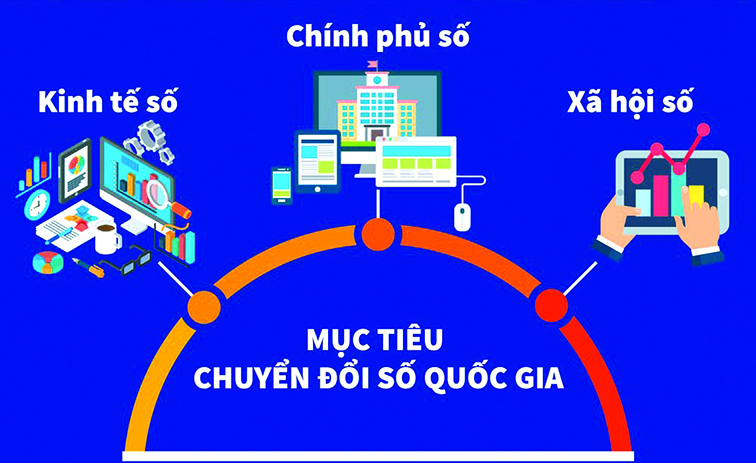 Chính phủ số
Kinh tế số
Xã hội số
MỤC TIÊU
CHUYỂN ĐỔI SỐ QUỐC GIA